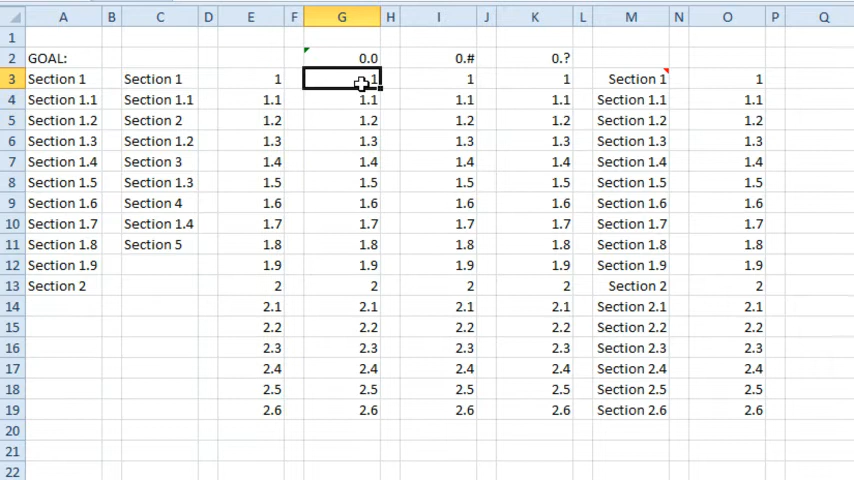 A B C D E F G H I J K L M N O P Q
1
2 GOAL: 0.0 0.# 0.?
3 Section 1 Section 1 1 1 1 1 Section 1 1
4 Section 1.1 Section 1.1 1.1 1.1 1.1 1.1 Section 1.1 1.1
5 Section 1.2 Section 2 1.2 1.2 1.2 1.2 Section 1.2 1.2
6 Section 1.3 Section 1.2 1.3 1.3 1.3 1.3 Section 1.3 1.3
7 Section 1.4 Section 3 1.4 1.4 1.4 1.4 Section 1.4 1.4
8 Section 1.5 Section 1.3 1.5 1.5 1.5 1.5 Section 1.5 1.5
9 Section 1.6 Section 4 1.6 1.6 1.6 1.6 Section 1.6 1.6
10 Section 1.7 Section 1.4 1.7 1.7 1.7 1.7 Section 1.7 1.7
11 Section 1.8 Section 5 1.8 1.8 1.8 1.8 Section 1.8 1.8
12 Section 1.9 1.9 1.9 1.9 1.9 Section 1.9 1.9
13 Section 2 2 2 2 2 Section 2 2
14 2.1 2.1 2.1 2.1 Section 2.1 2.1
15 2.2 2.2 2.2 2.2 Section 2.2 2.2
16 2.3 2.3 2.3 2.3 Section 2.3 2.3
17 2.4 2.4 2.4 2.4 Section 2.4 2.4
18 2.5 2.5 2.5 2.5 Section 2.5 2.5
19 2.6 2.6 2.6 2.6 Section 2.6 2.6
20
21
22